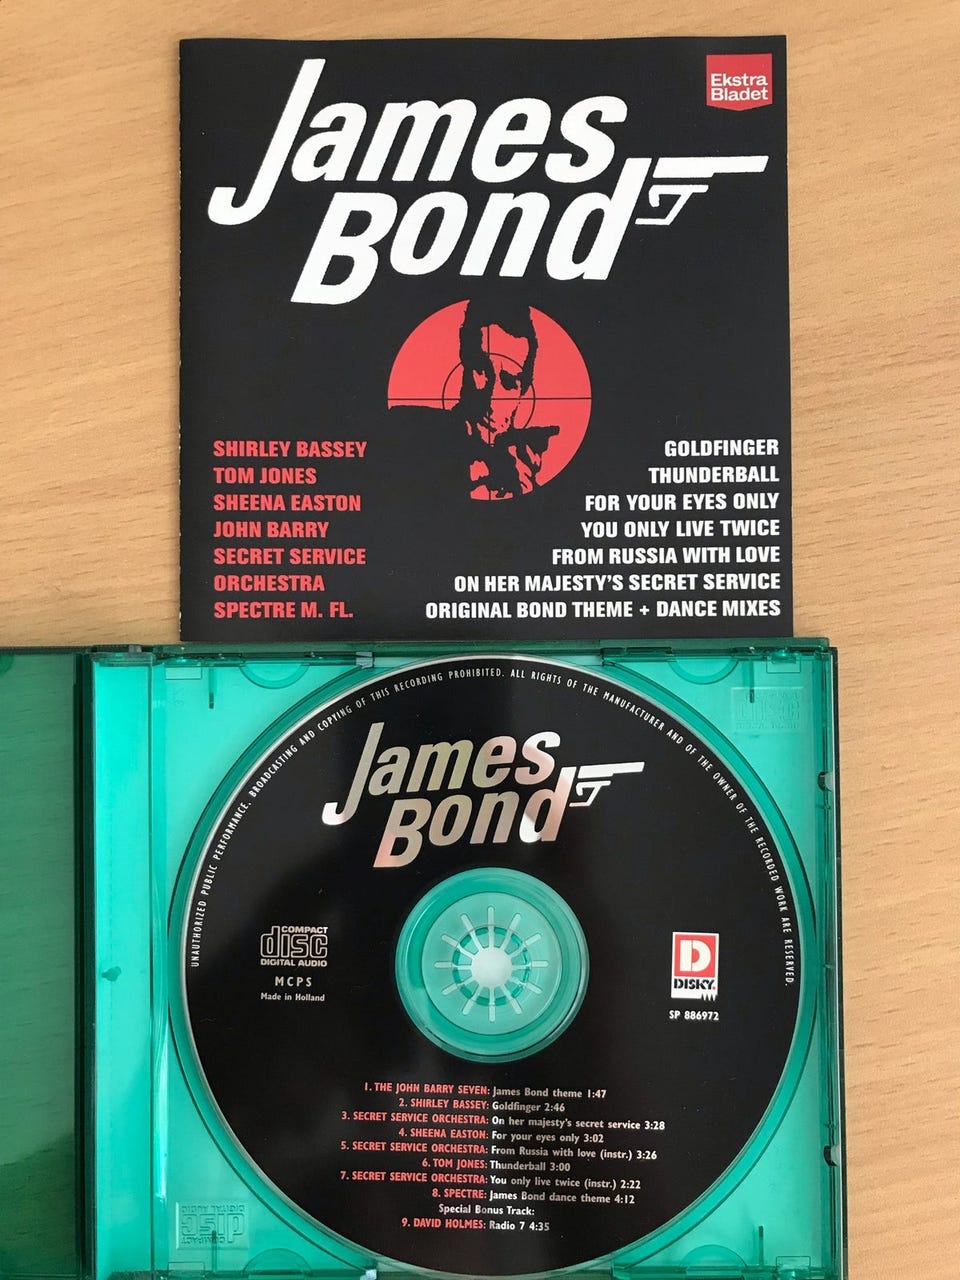 Ekstra
Bladet
James
Bond
SHIRLEY BASSEY
TOM JONES
SHEENA EASTON
JOHN BARRY
SECRET SERVICE
ORCHESTRA
SPECTRE M. FL.
GOLDFINGER
THUNDERBALL
FOR YOUR EYES ONLY
YOU ONLY LIVE TWICE
FROM RUSSIA WITH LOVE
ON HER MAJESTY'S SECRET SERVICE
ORIGINAL BOND THEME + DANCE MIXES
UNAUTHORIZED PUBLIC PERFORMANCE, BROADCASTING AND COPYING OF THIS RECORDING PROHIBITED. ALL RIGHTS OF THE MANUFACTURER AND OF THE OWNER OF THE RECORDED WORK ARE RESERVED.
James
Bond
COMPACT
disc
DIGITAL AUDIO
MCPS
Made in Holland
D
DISKY
SP 886972
1. THE JOHN BARRY SEVEN: James Bond theme 1:47
2. SHIRLEY BASSEY: Goldfinger 2:46
3. SECRET SERVICE ORCHESTRA: On her majesty's secret service 3:28
4. SHEENA EASTON: For your eyes only 3:02
5. SECRET SERVICE ORCHESTRA: From Russia with love (instr.) 3:26
6. TOM JONES: Thunderball 3:00
7. SECRET SERVICE ORCHESTRA: You only live twice (instr.) 2:22
8. SPECTRE: James Bond dance theme 4:12
Special Bonus Track:
9. DAVID HOLMES: Radio 7 4:35
COMPACT
disc
DIGITAL AUDIO